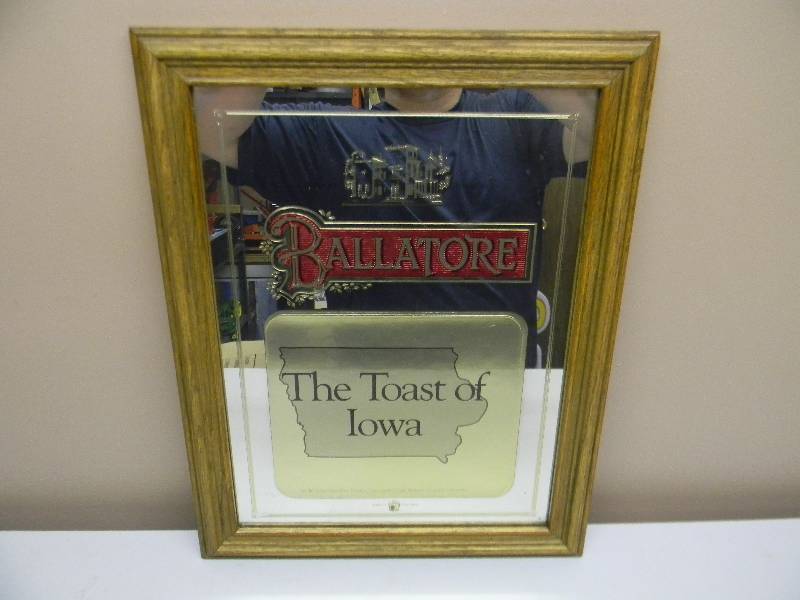 BALLATORE
The Toast of
Iowa